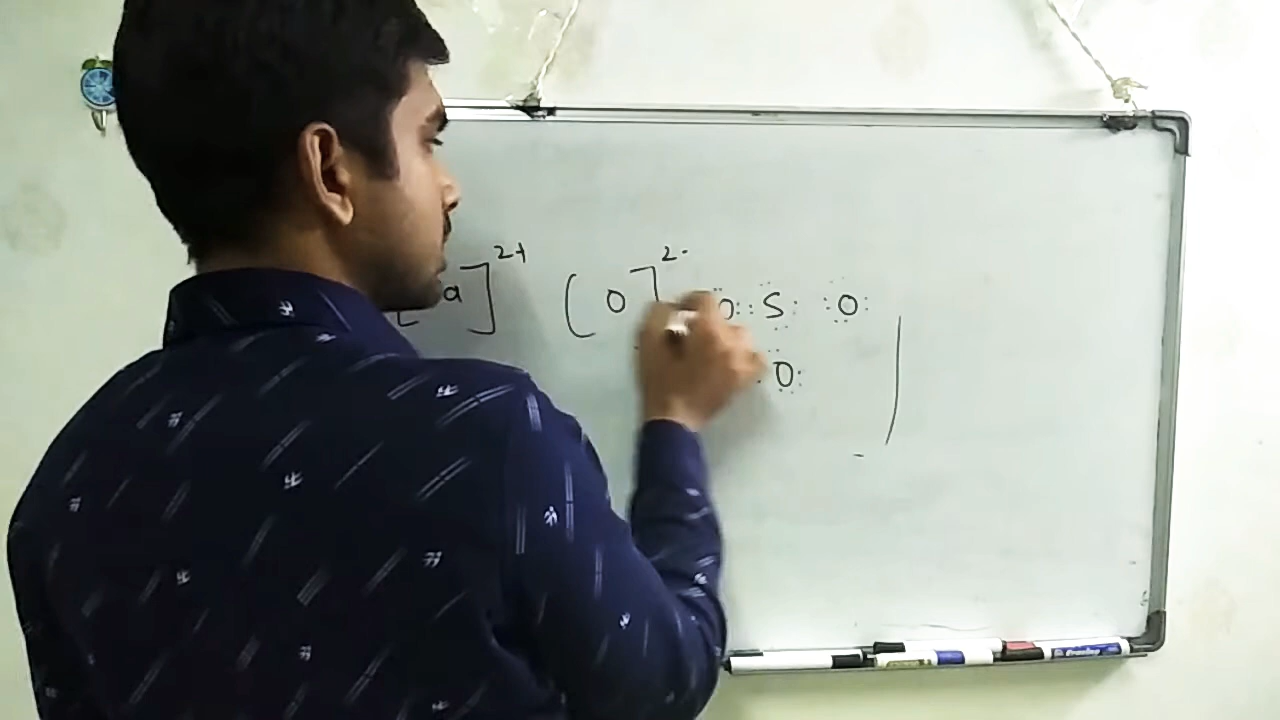 [ a ]²⁺ ( O ]²⁻ O S O
O